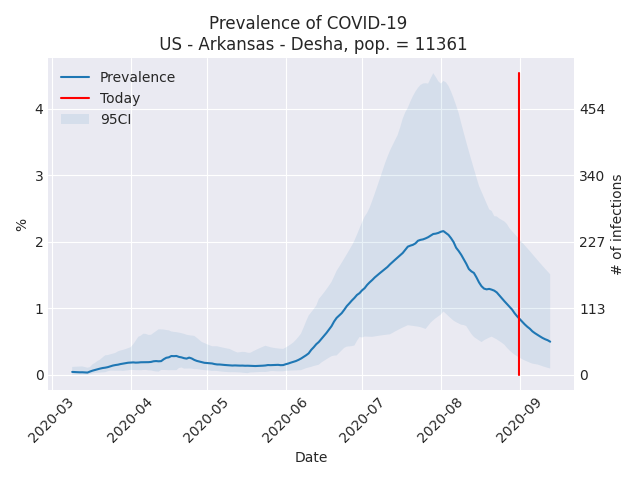 Prevalence of COVID-19
US - Arkansas - Desha, pop. = 11361
Prevalence
Today
95CI
4
3
2
1
0
%
454
340
227
113
0
# of infections
2020-03
2020-04
2020-05
2020-06
2020-07
2020-08
2020-09
Date